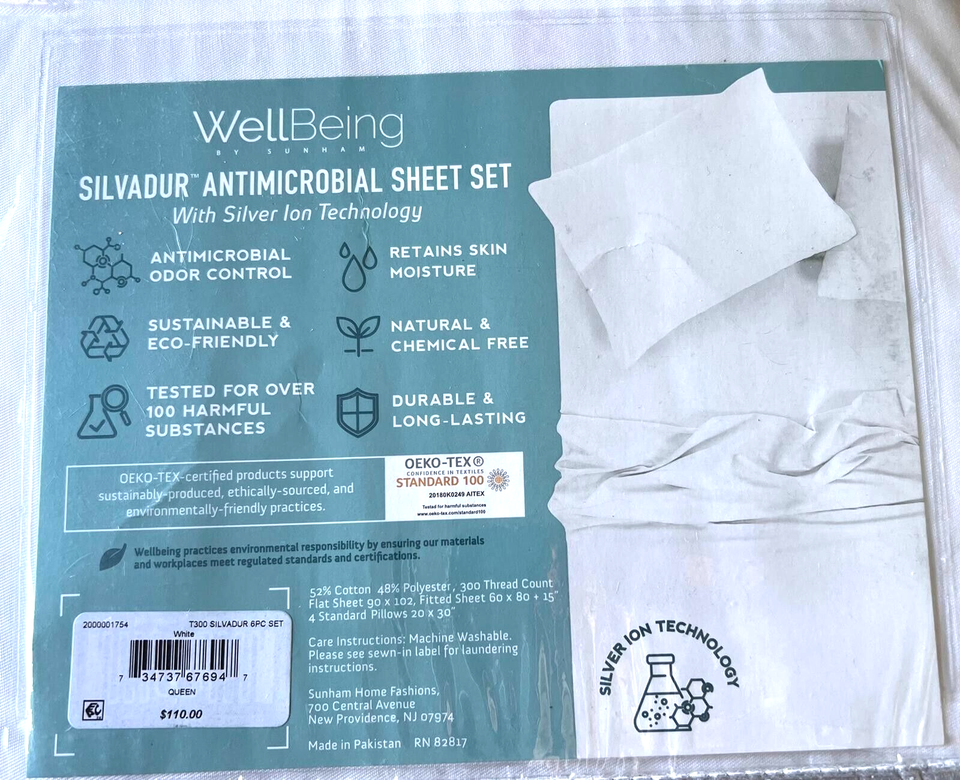 WellBeing
BY SUNHAM
SILVADUR™ ANTIMICROBIAL SHEET SET
With Silver Ion Technology
ANTIMICROBIAL
ODOR CONTROL
RETAINS SKIN
MOISTURE
SUSTAINABLE &
ECO-FRIENDLY
NATURAL &
CHEMICAL FREE
TESTED FOR OVER
100 HARMFUL
SUBSTANCES
DURABLE &
LONG-LASTING
OEKO-TEX-certified products support
sustainably-produced, ethically-sourced, and
environmentally-friendly practices.
OEKO-TEX®
CONFIDENCE IN TEXTILES
STANDARD 100
20180K0249 AITEX
Tested for harmful substances
www.oeko-tex.com/standard100
Wellbeing practices environmental responsibility by ensuring our materials
and workplaces meet regulated standards and certifications.
2000001754 T300 SILVADUR 6PC SET
White
7 34737 67694 7
QUEEN
$110.00
52% Cotton 48% Polyester, 300 Thread Count
Flat Sheet 90 x 102, Fitted Sheet 60 x 80 + 15"
4 Standard Pillows 20 x 30"
Care Instructions: Machine Washable.
Please see sewn-in label for laundering
instructions.
Sunham Home Fashions,
700 Central Avenue
New Providence, NJ 07974
Made in Pakistan RN 82817
SILVER ION TECHNOLOGY